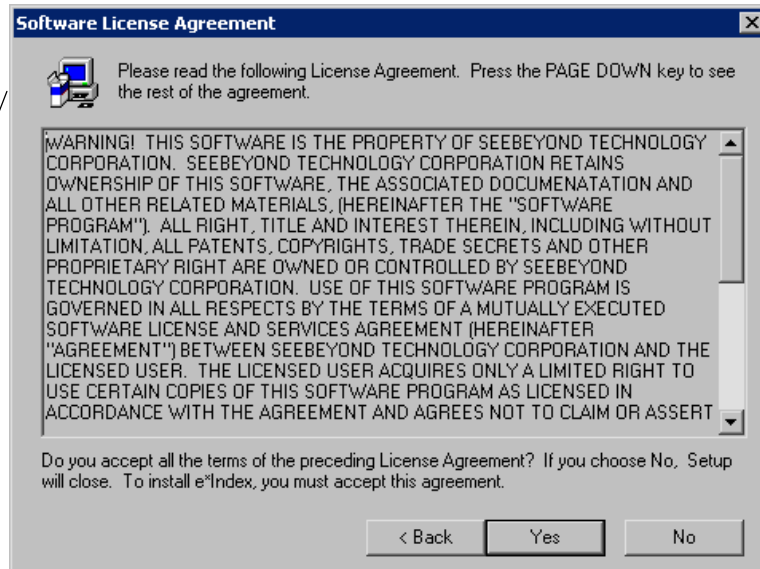 Software License Agreement
Please read the following License Agreement.  Press the PAGE DOWN key to see
the rest of the agreement.
WARNING!  THIS SOFTWARE IS THE PROPERTY OF SEEBEYOND TECHNOLOGY
CORPORATION.  SEEBEYOND TECHNOLOGY CORPORATION RETAINS
OWNERSHIP OF THIS SOFTWARE, THE ASSOCIATED DOCUMENATATION AND
ALL OTHER RELATED MATERIALS, (HEREINAFTER THE "SOFTWARE
PROGRAM").  ALL RIGHT, TITLE AND INTEREST THEREIN, INCLUDING WITHOUT
LIMITATION, ALL PATENTS, COPYRIGHTS, TRADE SECRETS AND OTHER
PROPRIETARY RIGHT ARE OWNED OR CONTROLLED BY SEEBEYOND
TECHNOLOGY CORPORATION.  USE OF THIS SOFTWARE PROGRAM IS
GOVERNED IN ALL RESPECTS BY THE TERMS OF A MUTUALLY EXECUTED
SOFTWARE LICENSE AND SERVICES AGREEMENT (HEREINAFTER
"AGREEMENT") BETWEEN SEEBEYOND TECHNOLOGY CORPORATION AND THE
LICENSED USER.  THE LICENSED USER ACQUIRES ONLY A LIMITED RIGHT TO
USE CERTAIN COPIES OF THIS SOFTWARE PROGRAM AS LICENSED IN
ACCORDANCE WITH THE AGREEMENT AND AGREES NOT TO CLAIM OR ASSERT
Do you accept all the terms of the preceding License Agreement?  If you choose No,  Setup
will close.  To install e*Index, you must accept this agreement.
< Back
Yes
No